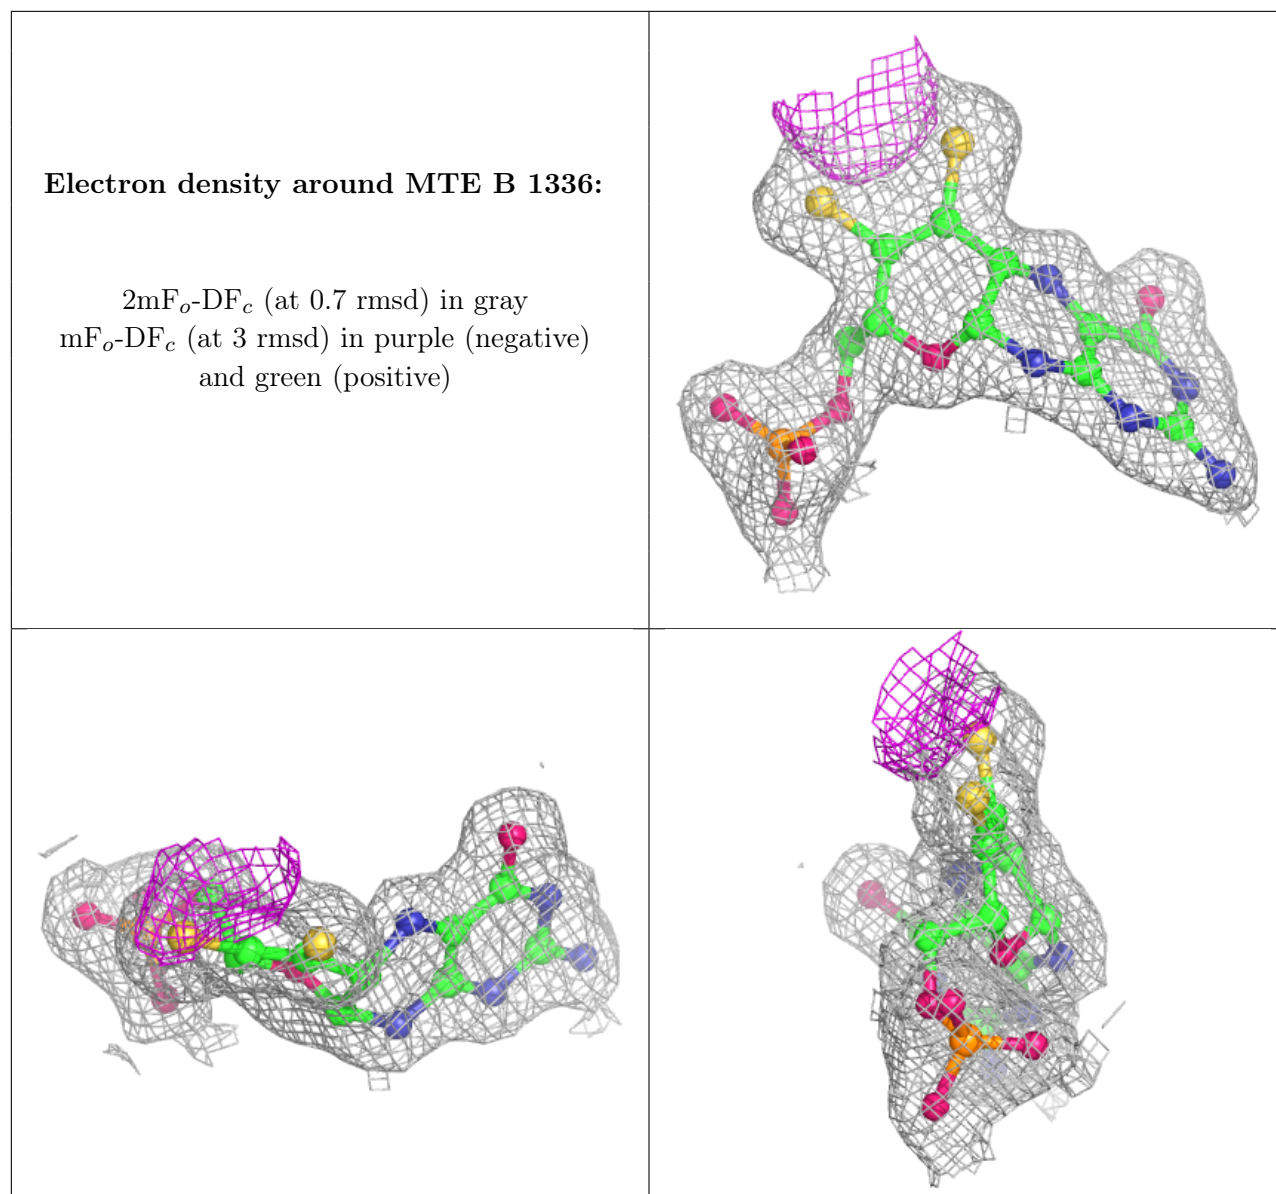 Electron density around MTE B 1336:
2mFₒ-DF𝒸 (at 0.7 rmsd) in gray
mFₒ-DF𝒸 (at 3 rmsd) in purple (negative)
and green (positive)